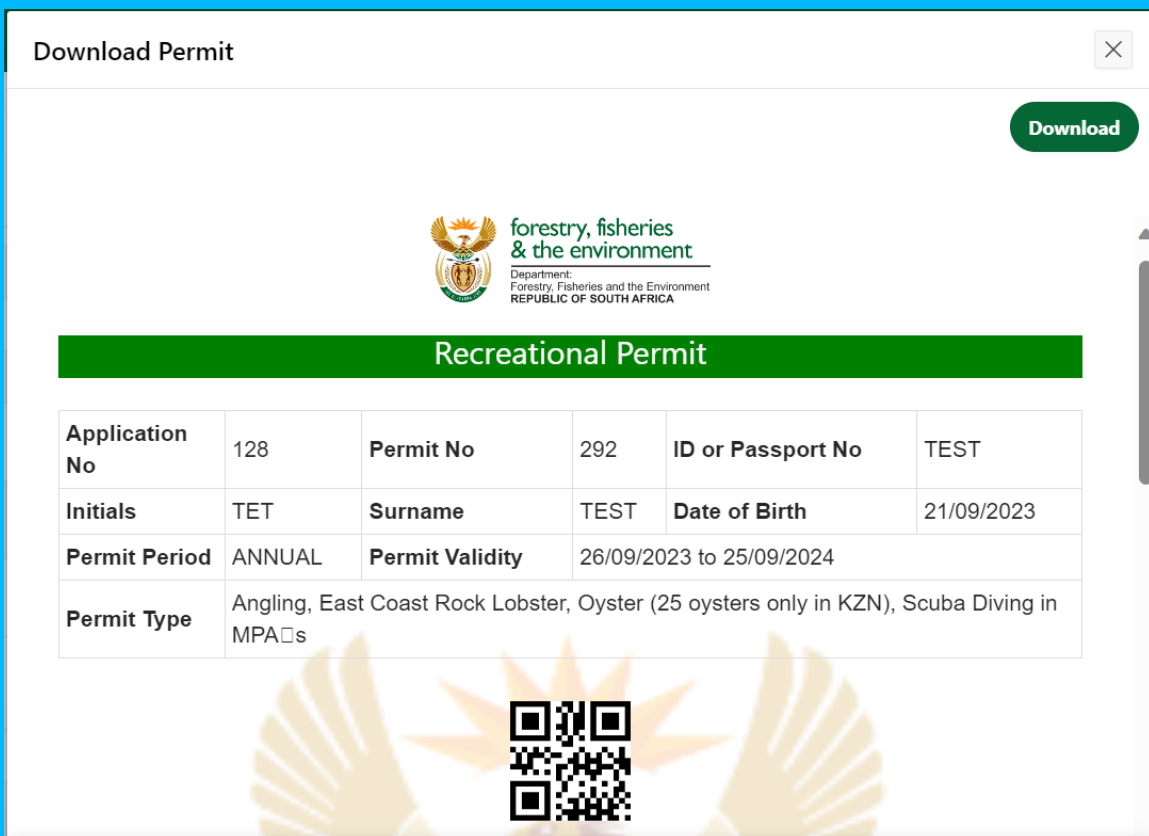 Download Permit
Download
forestry, fisheries
& the environment
Department:
Forestry, Fisheries and the Environment
REPUBLIC OF SOUTH AFRICA
Recreational Permit
Application No 128 Permit No 292 ID or Passport No TEST
Initials TET Surname TEST Date of Birth 21/09/2023
Permit Period ANNUAL Permit Validity 26/09/2023 to 25/09/2024
Permit Type Angling, East Coast Rock Lobster, Oyster (25 oysters only in KZN), Scuba Diving in
MPA□s